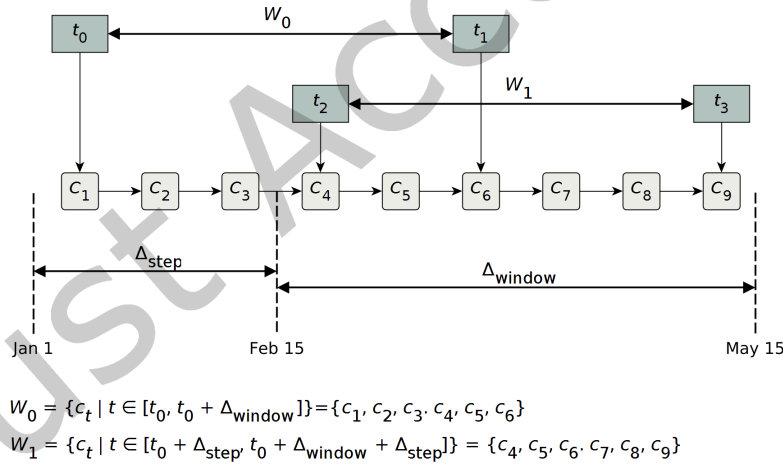 W0
t0 t1
W1
t2 t3
C1 C2 C3 C4 C5 C6 C7 C8 C9
Δstep
Δwindow
Jan 1 Feb 15 May 15
W0 = {ct | t ∈ [t0, t0 + Δwindow]}={c1, c2, c3. c4, c5, c6}
W1 = {ct | t ∈ [t0 + Δstep, t0 + Δwindow + Δstep]} = {c4, c5, c6. c7, c8, c9}
ust Acce